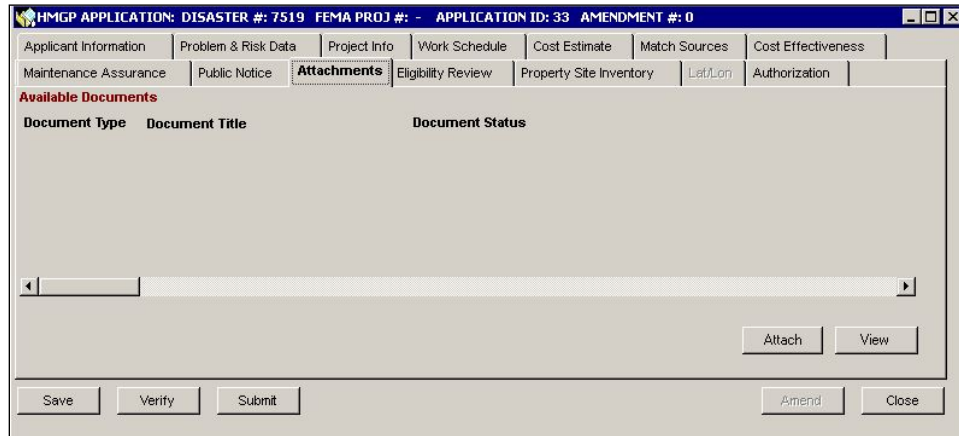 HMGP APPLICATION: DISASTER #: 7519 FEMA PROJ #: - APPLICATION ID: 33 AMENDMENT #: 0
Applicant Information Problem & Risk Data Project Info Work Schedule Cost Estimate Match Sources Cost Effectiveness
Maintenance Assurance Public Notice Attachments Eligibility Review Property Site Inventory Lat/Lon Authorization
Available Documents
Document Type Document Title Document Status
Attach View
Save Verify Submit Amend Close